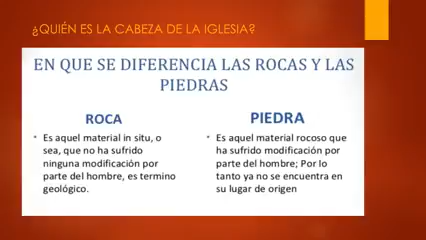 ¿QUIÉN ES LA CABEZA DE LA IGLESIA?
EN QUE SE DIFERENCIA LAS ROCAS Y LAS
PIEDRAS
ROCA
• Es aquel material in situ, o
sea, que no ha sufrido
ninguna modificación por
parte del hombre, es termino
geológico.
PIEDRA
• Es aquel material rocoso que
ha sufrido modificación por
parte del hombre; Por lo
tanto ya no se encuentra en
su lugar de origen